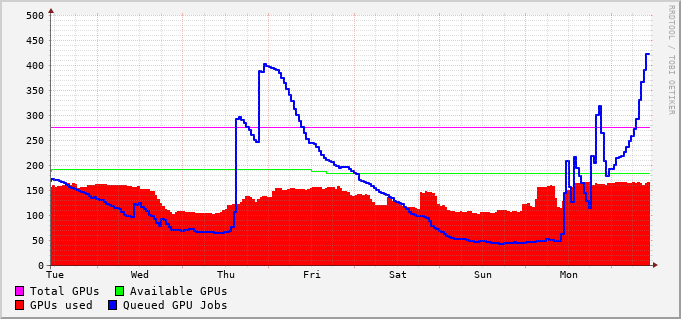 500
450
400
350
300
250
200
150
100
50
0
Tue Wed Thu Fri Sat Sun Mon
Total GPUs Available GPUs
GPUs used Queued GPU Jobs
RRDTOOL / TOBI OETIKER